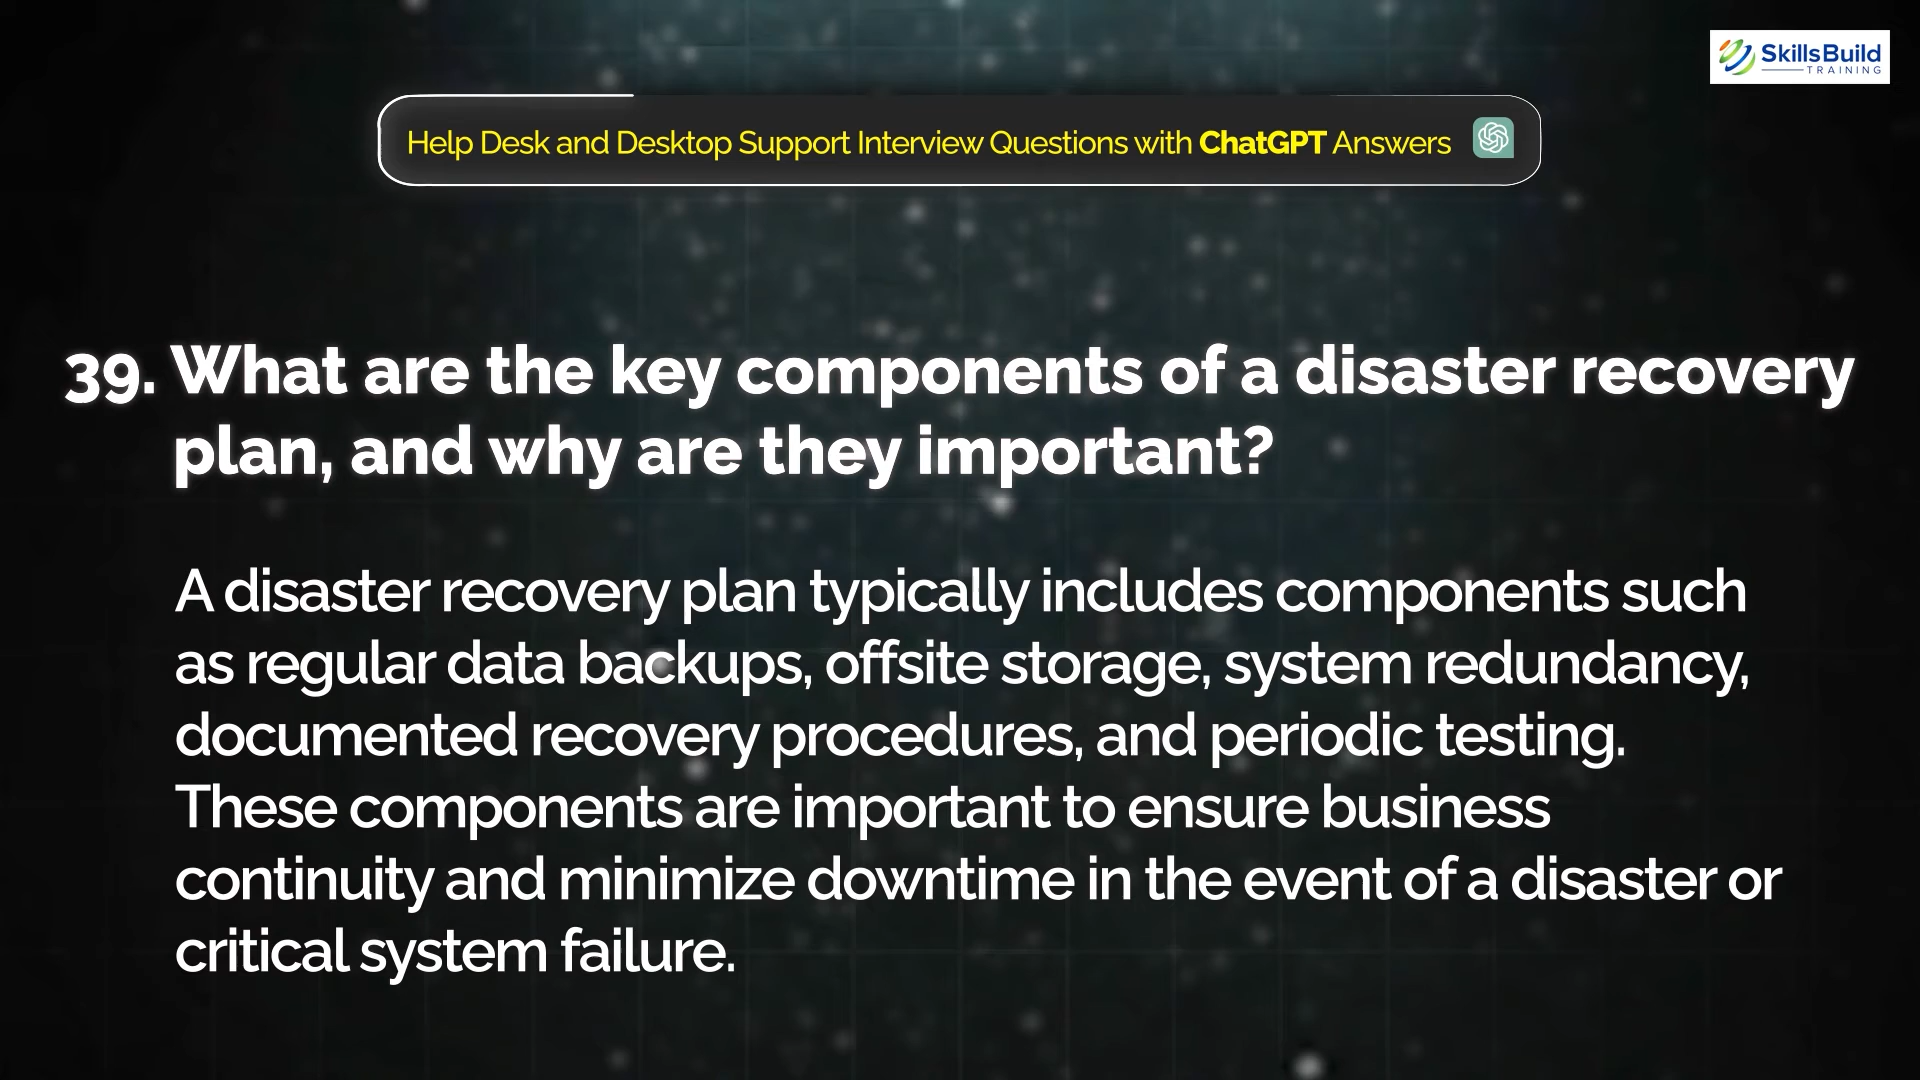 SkillsBuild
TRAINING
Help Desk and Desktop Support Interview Questions with ChatGPT Answers
39. What are the key components of a disaster recovery
plan, and why are they important?
A disaster recovery plan typically includes components such
as regular data backups, offsite storage, system redundancy,
documented recovery procedures, and periodic testing.
These components are important to ensure business
continuity and minimize downtime in the event of a disaster or
critical system failure.